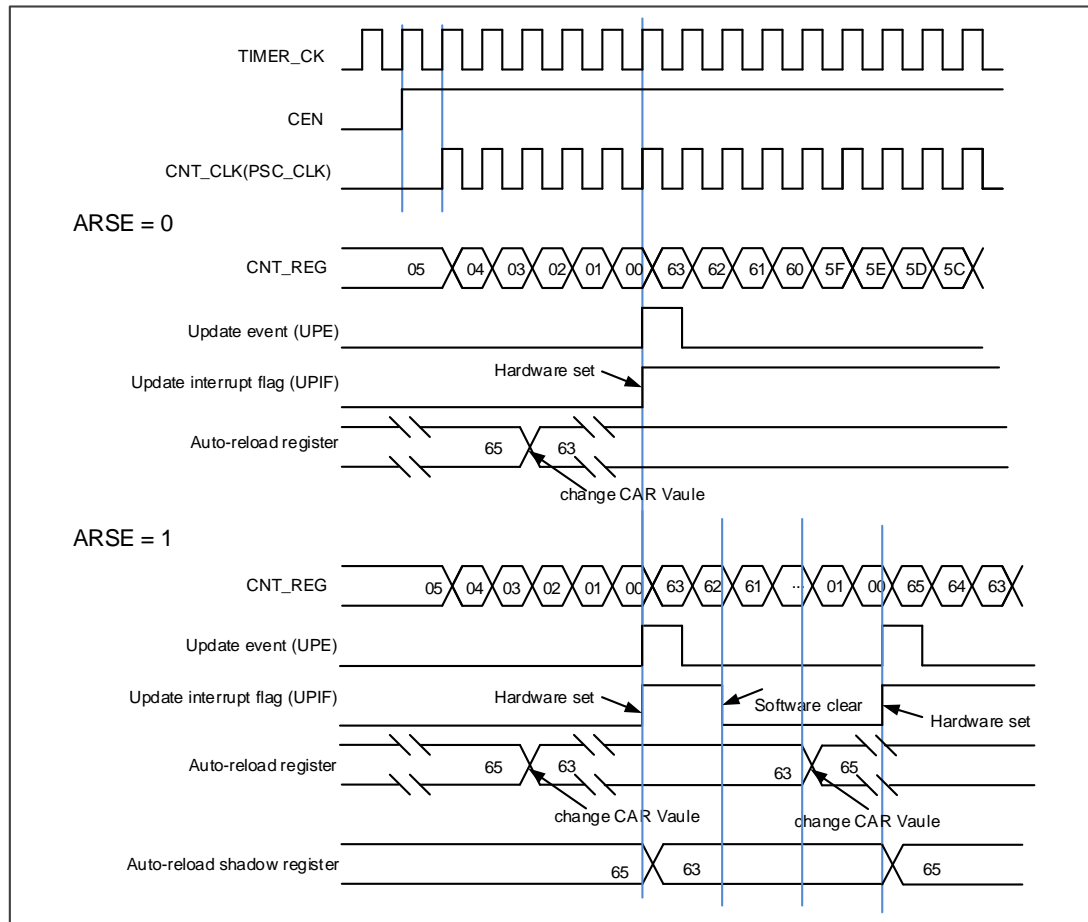 TIMER_CK
CEN
CNT_CLK(PSC_CLK)
ARSE = 0
CNT_REG 05 04 03 02 01 00 63 62 61 60 5F 5E 5D 5C
Update event (UPE)
Hardware set
Update interrupt flag (UPIF)
Auto-reload register 65 63
change CAR Vaule
ARSE = 1
CNT_REG 05 04 03 02 01 00 63 62 61 ... 01 00 65 64 63
Update event (UPE)
Update interrupt flag (UPIF) Hardware set Software clear Hardware set
Auto-reload register 65 63 63 65
change CAR Vaule change CAR Vaule
Auto-reload shadow register 65 63 65